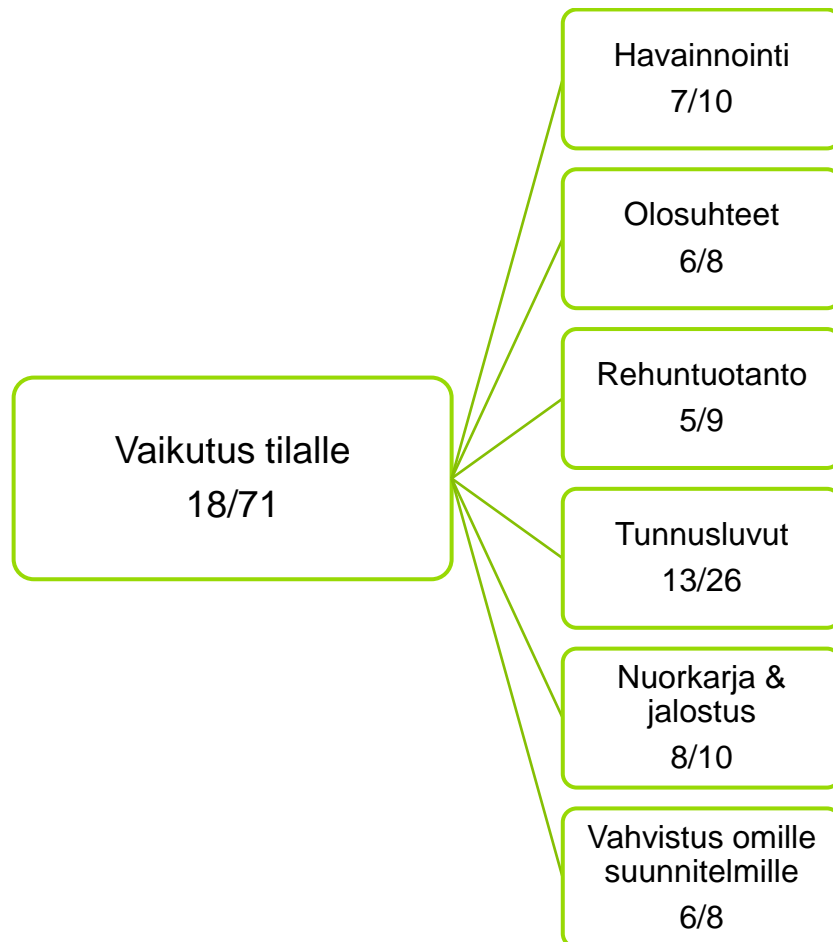 Vaikutus tilalle
18/71
Havainnointi
7/10
Olosuhteet
6/8
Rehuntuotanto
5/9
Tunnusluvut
13/26
Nuorkarja &
jalostus
8/10
Vahvistus omille
suunnitelmille
6/8